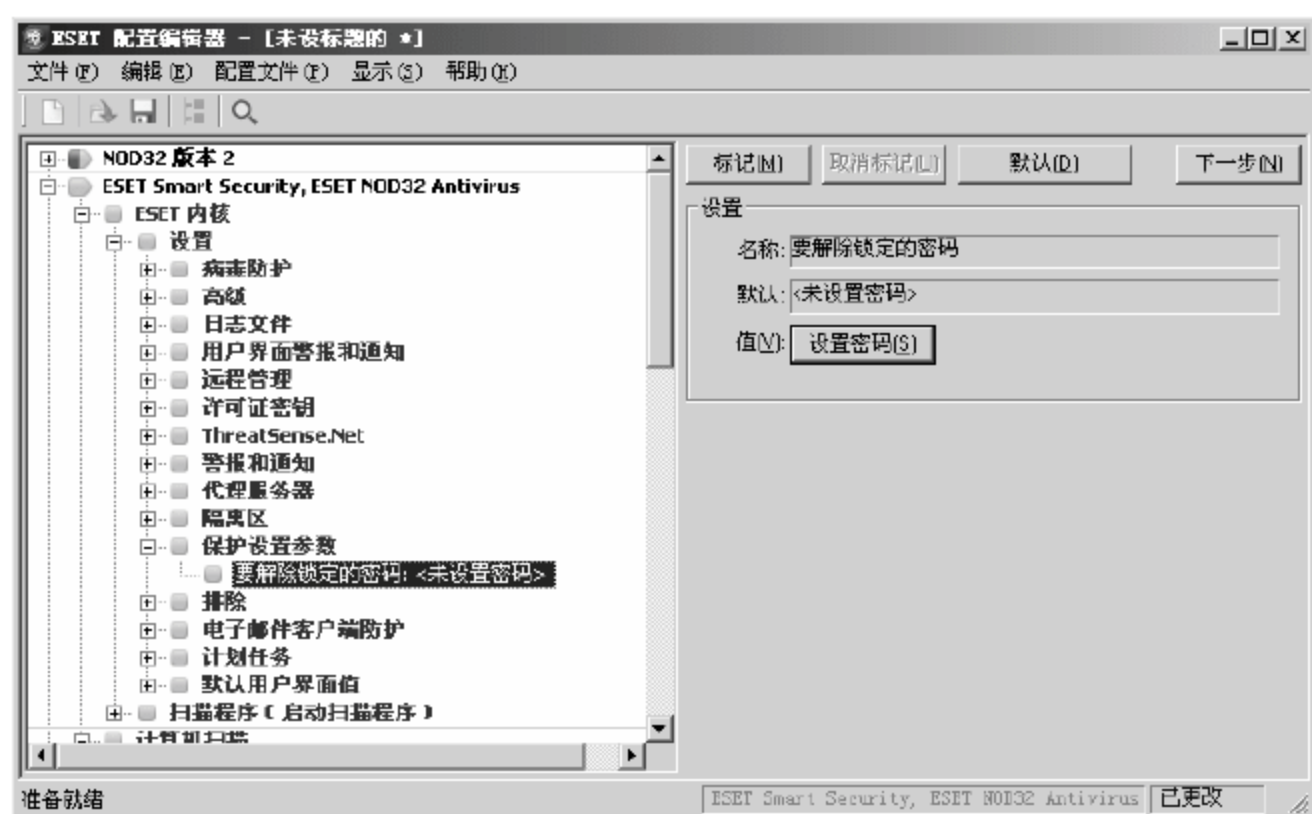 ESET 配置编辑器 - [未设标题的 *]
文件(F) 编辑(E) 配置文件(F) 显示(S) 帮助(H)
NOD32 版本 2
ESET Smart Security, ESET NOD32 Antivirus
ESET 内核
设置
病毒防护
高级
日志文件
用户界面警报和通知
远程管理
许可证密钥
ThreatSense.Net
警报和通知
代理服务器
隔离区
保护设置参数
要解除锁定的密码: <未设置密码>
排除
电子邮件客户端防护
计划任务
默认用户界面值
扫描程序 ( 启动扫描程序 )
计算机扫描
标记(M) 取消标记(L) 默认(D) 下一步(N)
设置
名称: 要解除锁定的密码
默认: <未设置密码>
值(V): 设置密码(S)
准备就绪
ESET Smart Security, ESET NOD32 Antivirus 已更改